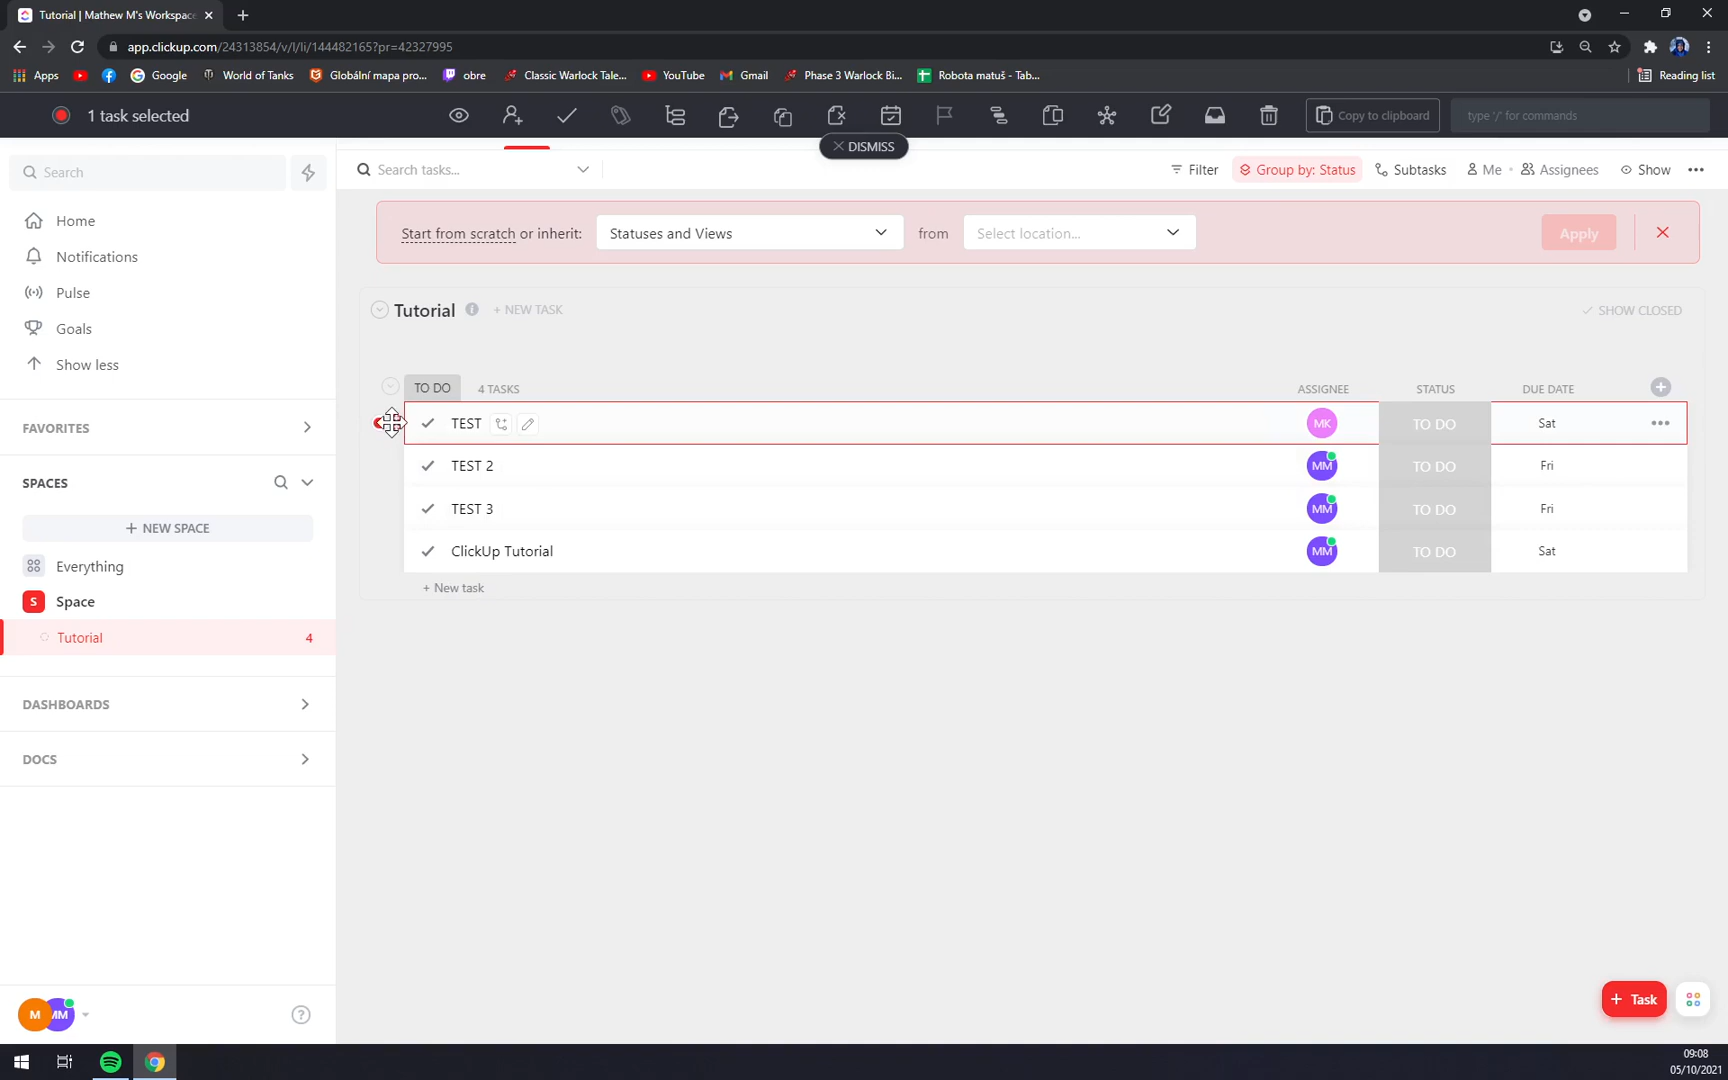 Tutorial | Mathew M's Workspace
app.clickup.com/24313854/v/l/li/144482165?pr=42327995
Apps
Google
World of Tanks
Globální mapa pro...
obre
Classic Warlock Tale...
YouTube
Gmail
Phase 3 Warlock Bi...
Robota matuš - Tab...
Reading list
1 task selected
Copy to clipboard
type '/' for commands
DISMISS
Search
Search tasks...
Filter
Group by: Status
Subtasks
Me
Assignees
Show
Home
Notifications
Pulse
Goals
Show less
Start from scratch or inherit:
Statuses and Views
from
Select location...
Apply
Tutorial
+ NEW TASK
SHOW CLOSED
TO DO
4 TASKS
ASSIGNEE
STATUS
DUE DATE
TEST
MK
TO DO
Sat
TEST 2
MM
TO DO
Fri
TEST 3
MM
TO DO
Fri
ClickUp Tutorial
MM
TO DO
Sat
+ New task
FAVORITES
SPACES
+ NEW SPACE
Everything
S
Space
Tutorial
4
DASHBOARDS
DOCS
M
MM
?
+ Task
09:08
05/10/2021